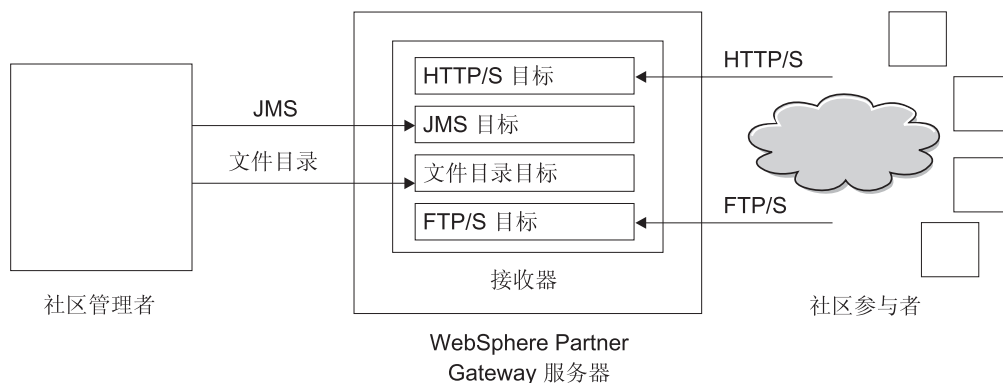 HTTP/S 目标
HTTP/S
JMS
JMS 目标
文件目录
文件目录目标
FTP/S 目标
FTP/S
接收器
社区管理者
社区参与者
WebSphere Partner
Gateway 服务器